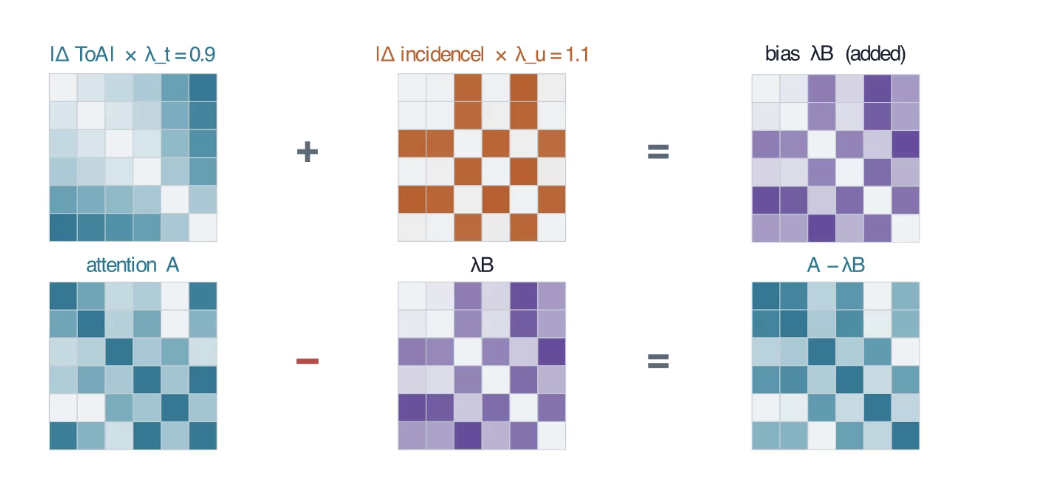 |Δ ToA| × λ_t = 0.9
|Δ incidence| × λ_u = 1.1
bias λB (added)
+
=
attention A
λB
A − λB
−
=